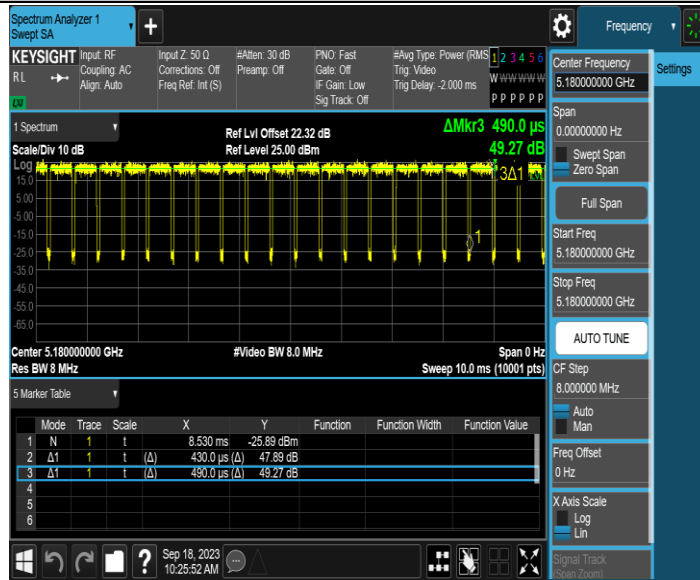 Spectrum Analyzer 1
Swept SA
+
Frequency
KEYSIGHT
RL
LXI
Input: RF
Coupling: AC
Align: Auto
Input Z: 50 Ω
Corrections: Off
Freq Ref: Int (S)
#Atten: 30 dB
Preamp: Off
PNO: Fast
Gate: Off
IF Gain: Low
Sig Track: Off
#Avg Type: Power (RMS
Trig: Video
Trig Delay: -2.000 ms
1 2 3 4 5 6
W W W W W W
P P P P P P
Center Frequency
5.180000000 GHz
Settings
Span
0.00000000 Hz
Swept Span
Zero Span
Full Span
Start Freq
5.180000000 GHz
Stop Freq
5.180000000 GHz
AUTO TUNE
CF Step
8.000000 MHz
Auto
Man
Freq Offset
0 Hz
X Axis Scale
Log
Lin
Signal Track
(Span Zoom)
1 Spectrum
Scale/Div 10 dB
Ref Lvl Offset 22.32 dB
Ref Level 25.00 dBm
ΔMkr3 490.0 µs
49.27 dB
Log
15.0
5.00
-5.00
-15.0
-25.0
-35.0
-45.0
-55.0
-65.0
3Δ1
1
Center 5.180000000 GHz
Res BW 8 MHz
#Video BW 8.0 MHz
Span 0 Hz
Sweep 10.0 ms (10001 pts)
5 Marker Table
Mode Trace Scale X Y Function Function Width Function Value
1 N 1 t 8.530 ms -25.89 dBm
2 Δ1 1 t (Δ) 430.0 µs (Δ) 47.89 dB
3 Δ1 1 t (Δ) 490.0 µs (Δ) 49.27 dB
4
5
6
?
Sep 18, 2023
10:25:52 AM